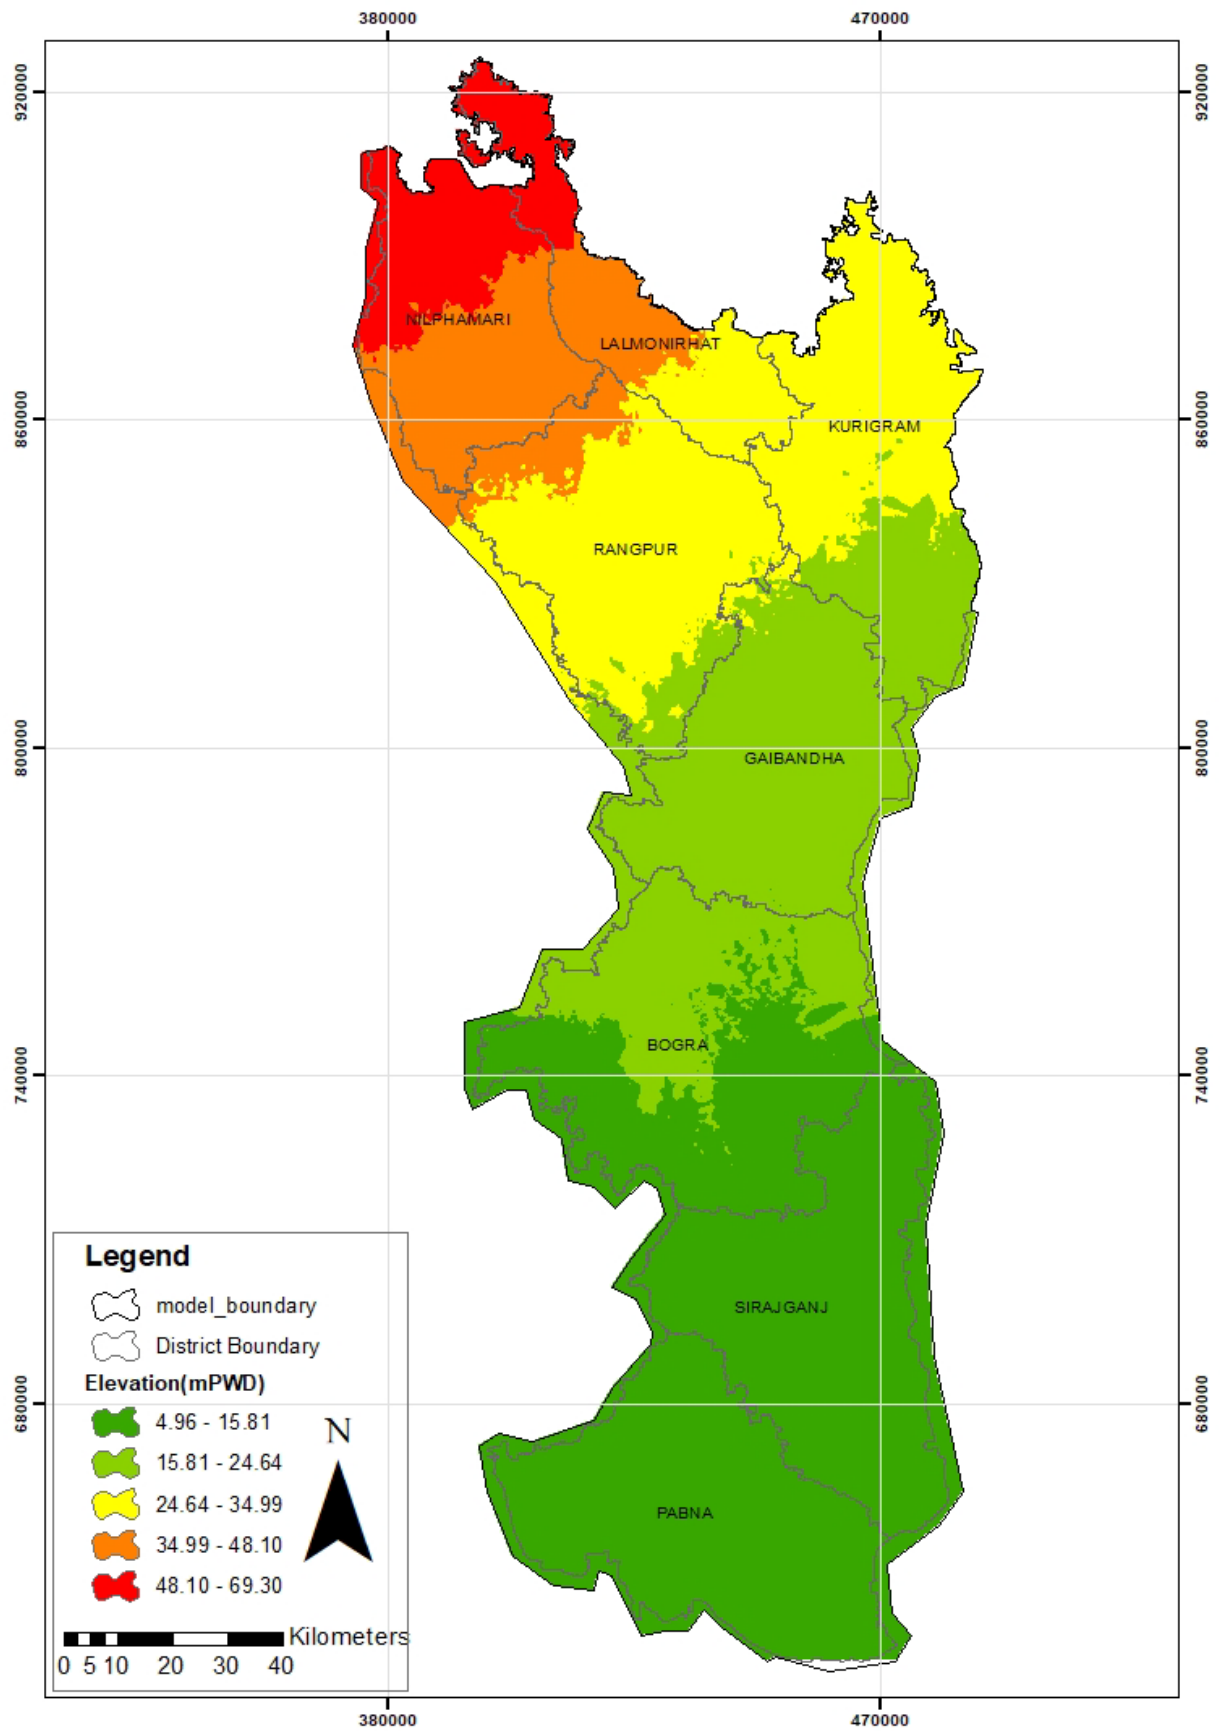 380000 470000
920000 920000
NILPHAMARI
LALMONIRHAT
860000 860000
KURIGRAM
RANGPUR
800000 800000
GAIBANDHA
BOGRA
740000 740000
Legend
model_boundary
SIRAJGANJ
District Boundary
Elevation(mPWD)
680000 680000
4.96 - 15.81
N
15.81 - 24.64
24.64 - 34.99
PABNA
34.99 - 48.10
48.10 - 69.30
Kilometers
0 5 10 20 30 40
380000 470000